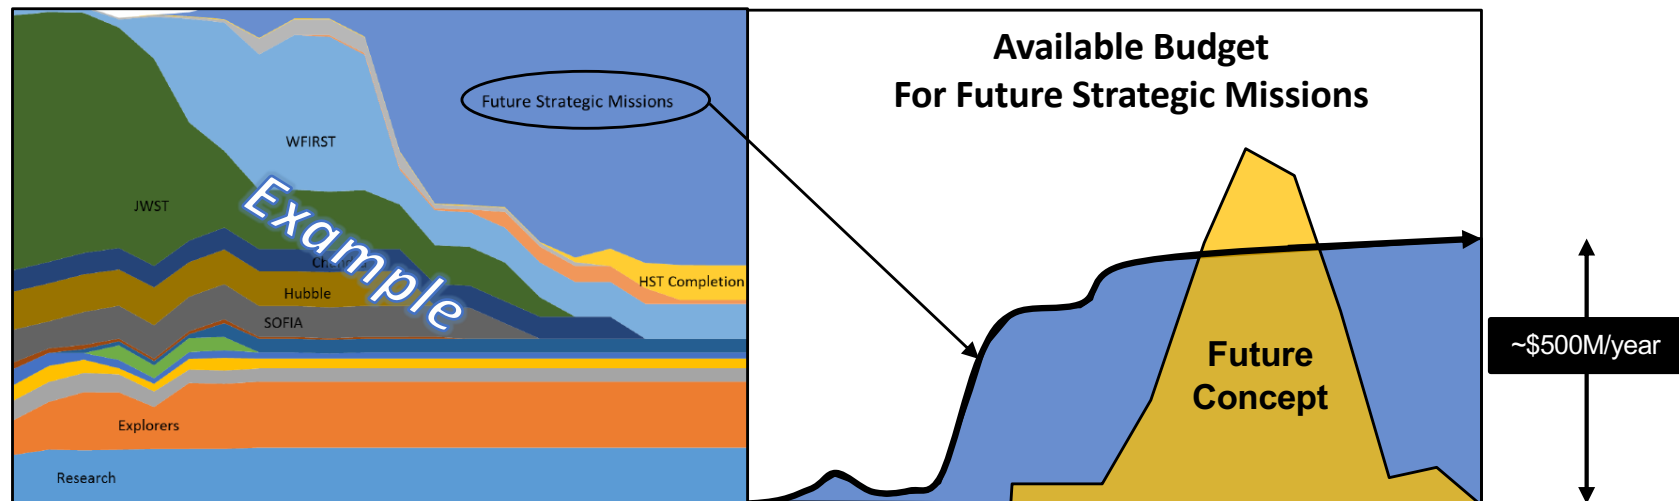 Future Strategic Missions
WFIRST
JWST
Example
Hubble
SOFIA
HST Completion
Explorers
Research
Available Budget
For Future Strategic Missions
Future
Concept
~$500M/year